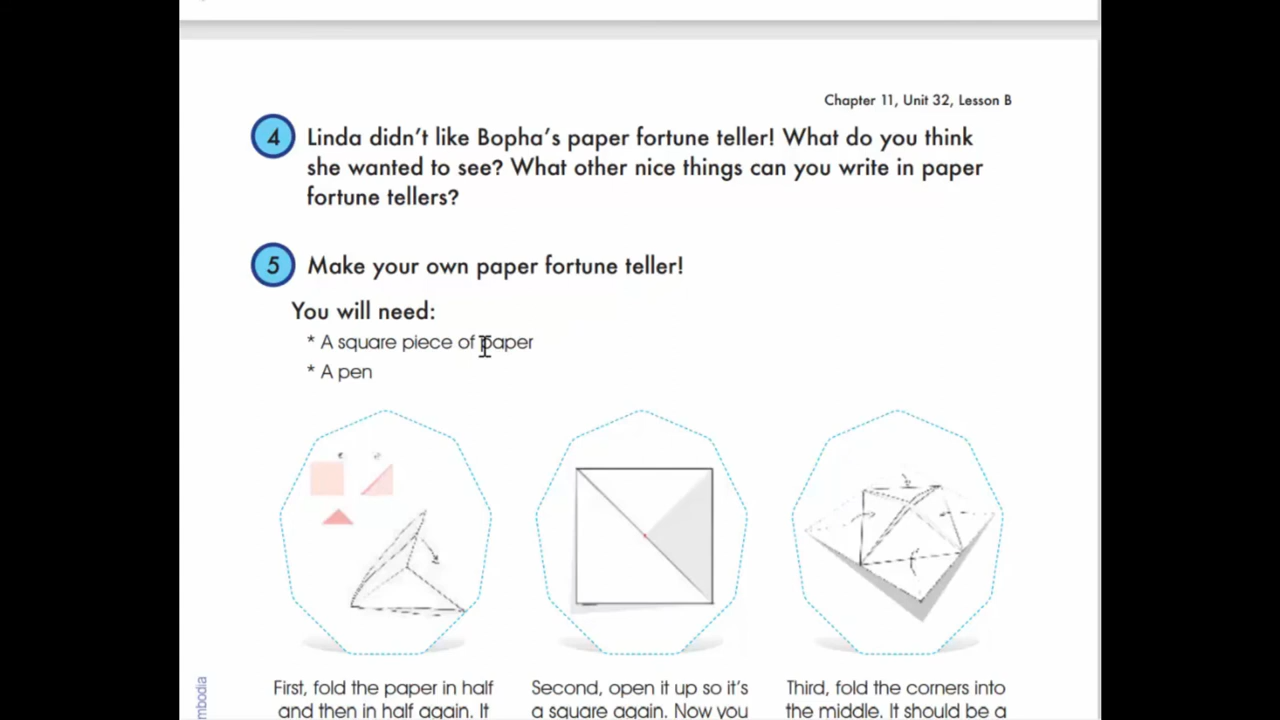 Chapter 11, Unit 32, Lesson B
4 Linda didn't like Bopha's paper fortune teller! What do you think
she wanted to see? What other nice things can you write in paper
fortune tellers?
5 Make your own paper fortune teller!
You will need:
* A square piece of paper
* A pen
First, fold the paper in half
and then in half again. It
Second, open it up so it's
a square again. Now you
Third, fold the corners into
the middle. It should be a
mbodia